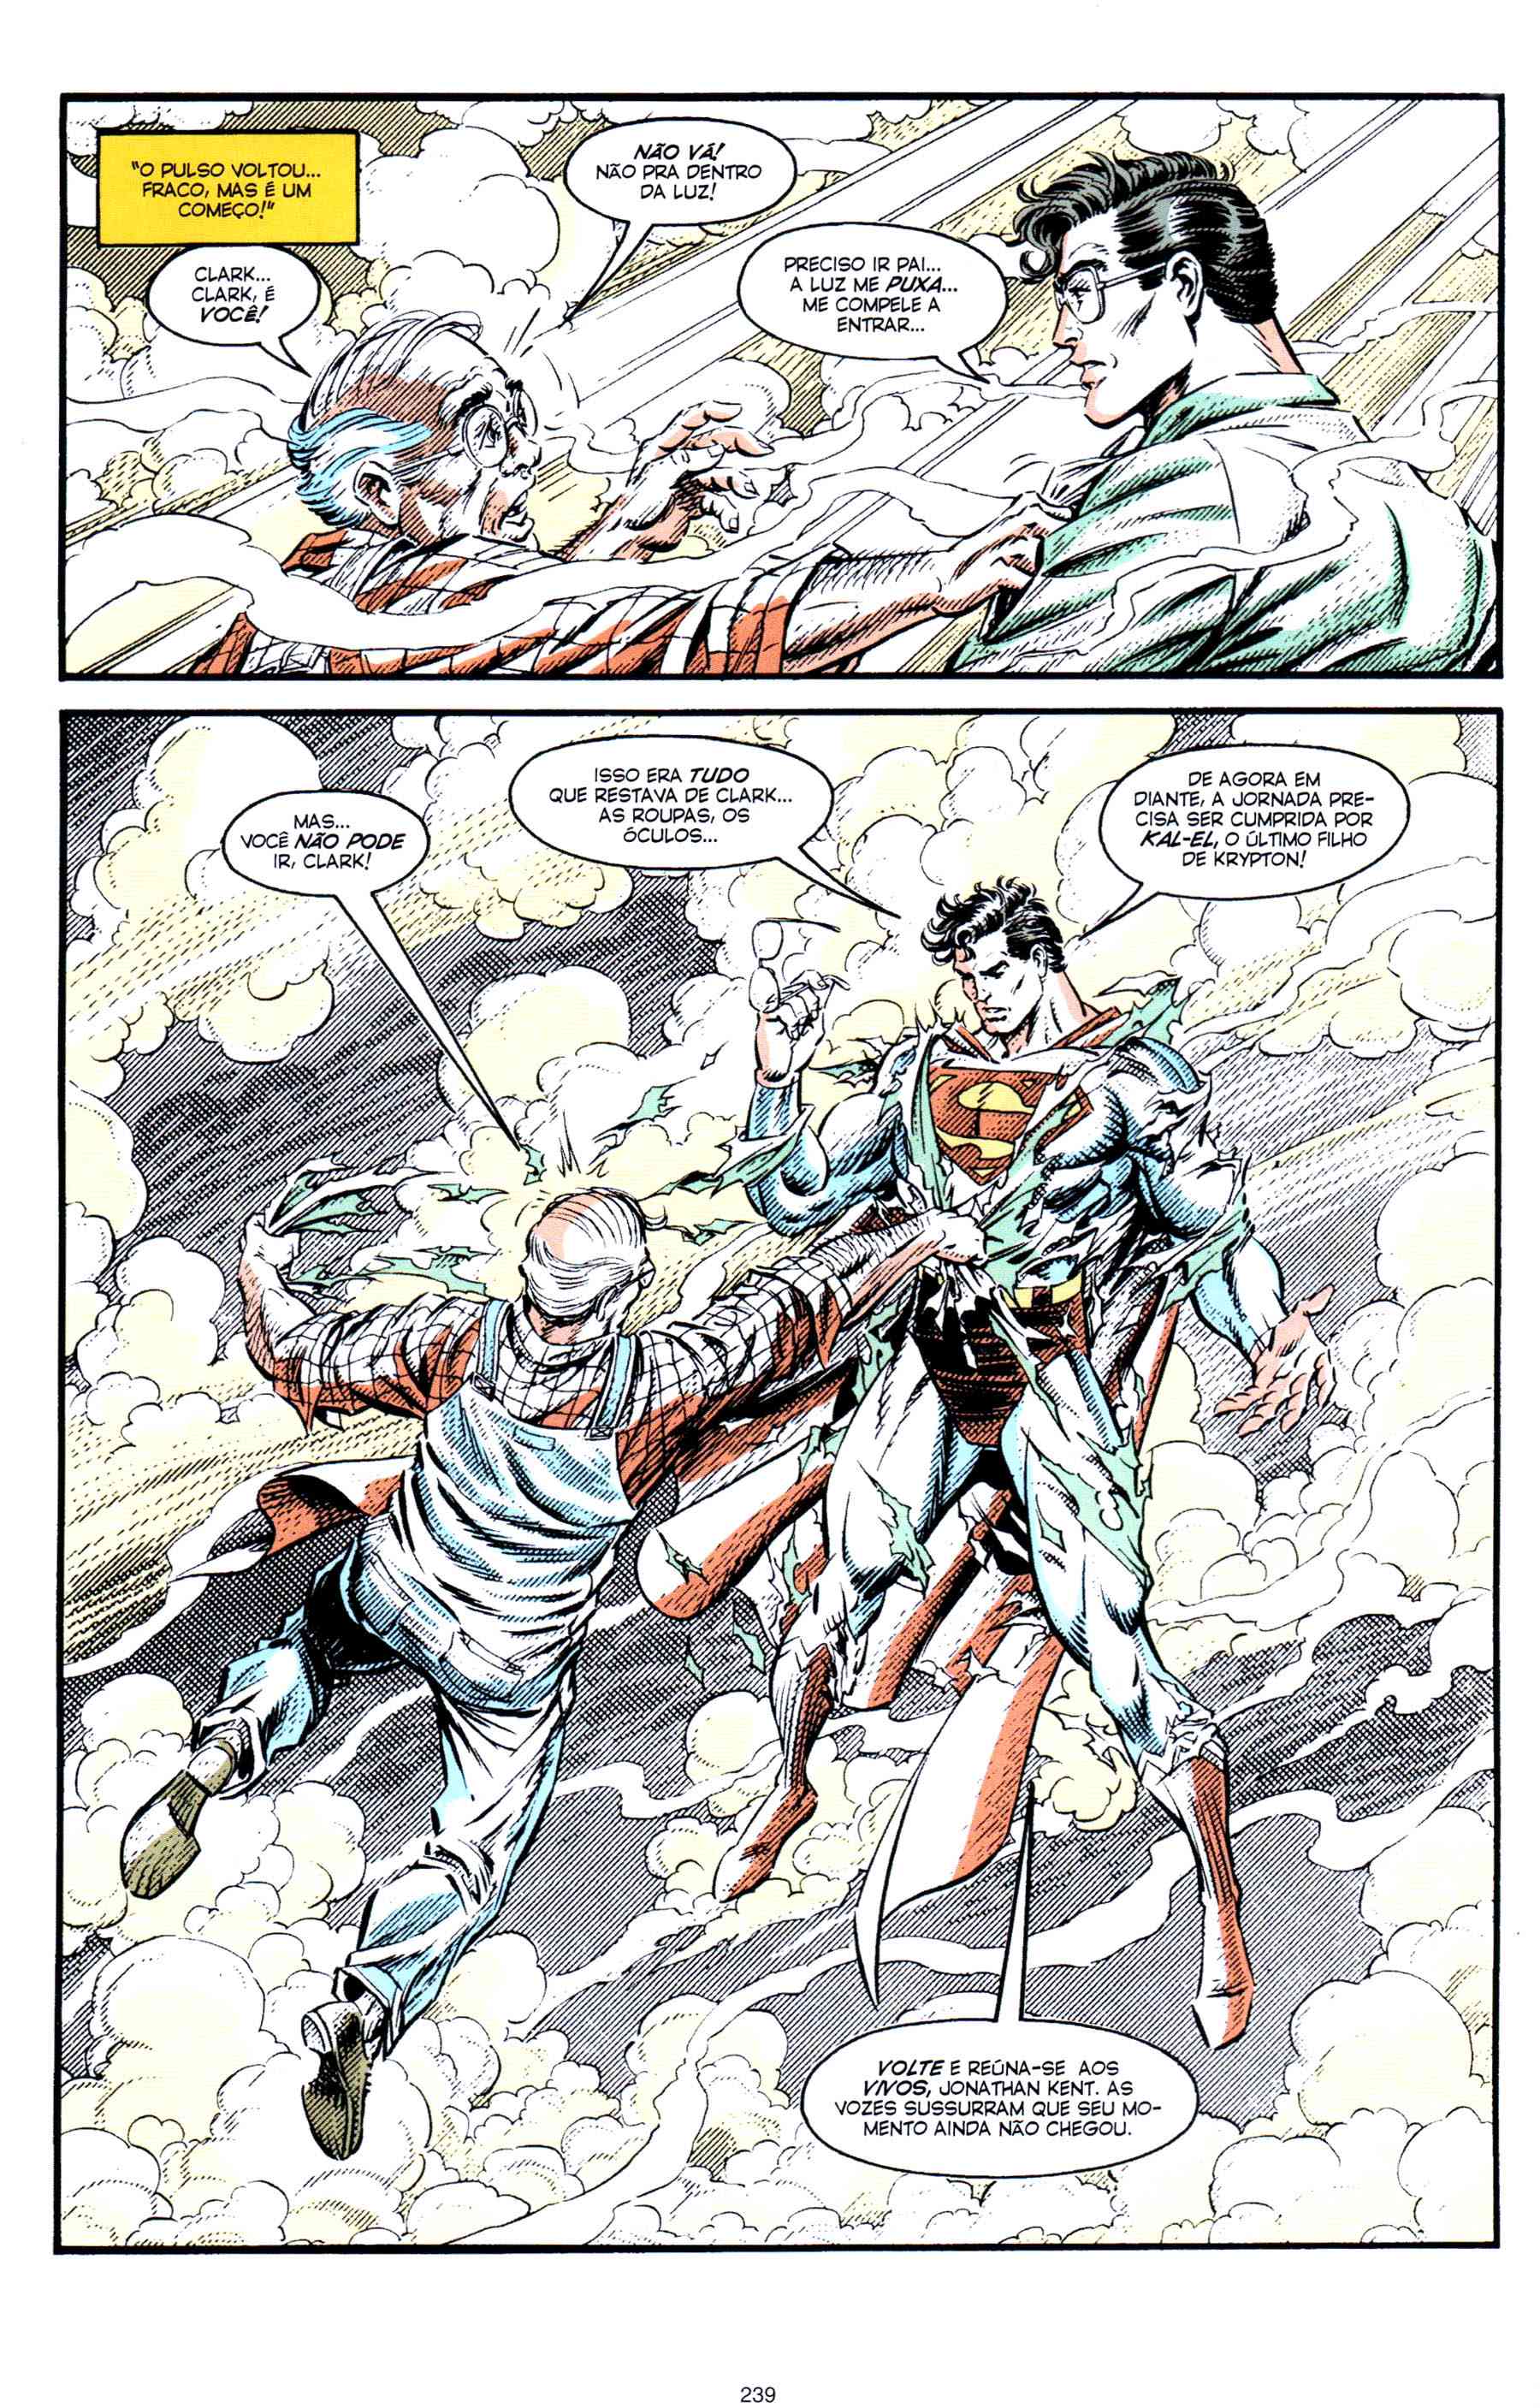 "O PULSO VOLTOU...
FRACO, MAS É UM
COMEÇO!"
CLARK...
CLARK, É
VOCÊ!
NÃO VÁ!
NÃO PRA DENTRO
DA LUZ!
PRECISO IR PAI...
A LUZ ME PUXA...
ME COMPELE A
ENTRAR...
MAS...
VOCÊ NÃO PODE
IR, CLARK!
ISSO ERA TUDO
QUE RESTAVA DE CLARK...
AS ROUPAS, OS
ÓCULOS...
DE AGORA EM
DIANTE, A JORNADA PRE-
CISA SER CUMPRIDA POR
KAL-EL, O ÚLTIMO FILHO
DE KRYPTON!
S
VOLTE E REÚNA-SE AOS
VIVOS, JONATHAN KENT. AS
VOZES SUSSURRAM QUE SEU MO-
MENTO AINDA NÃO CHEGOU.
239